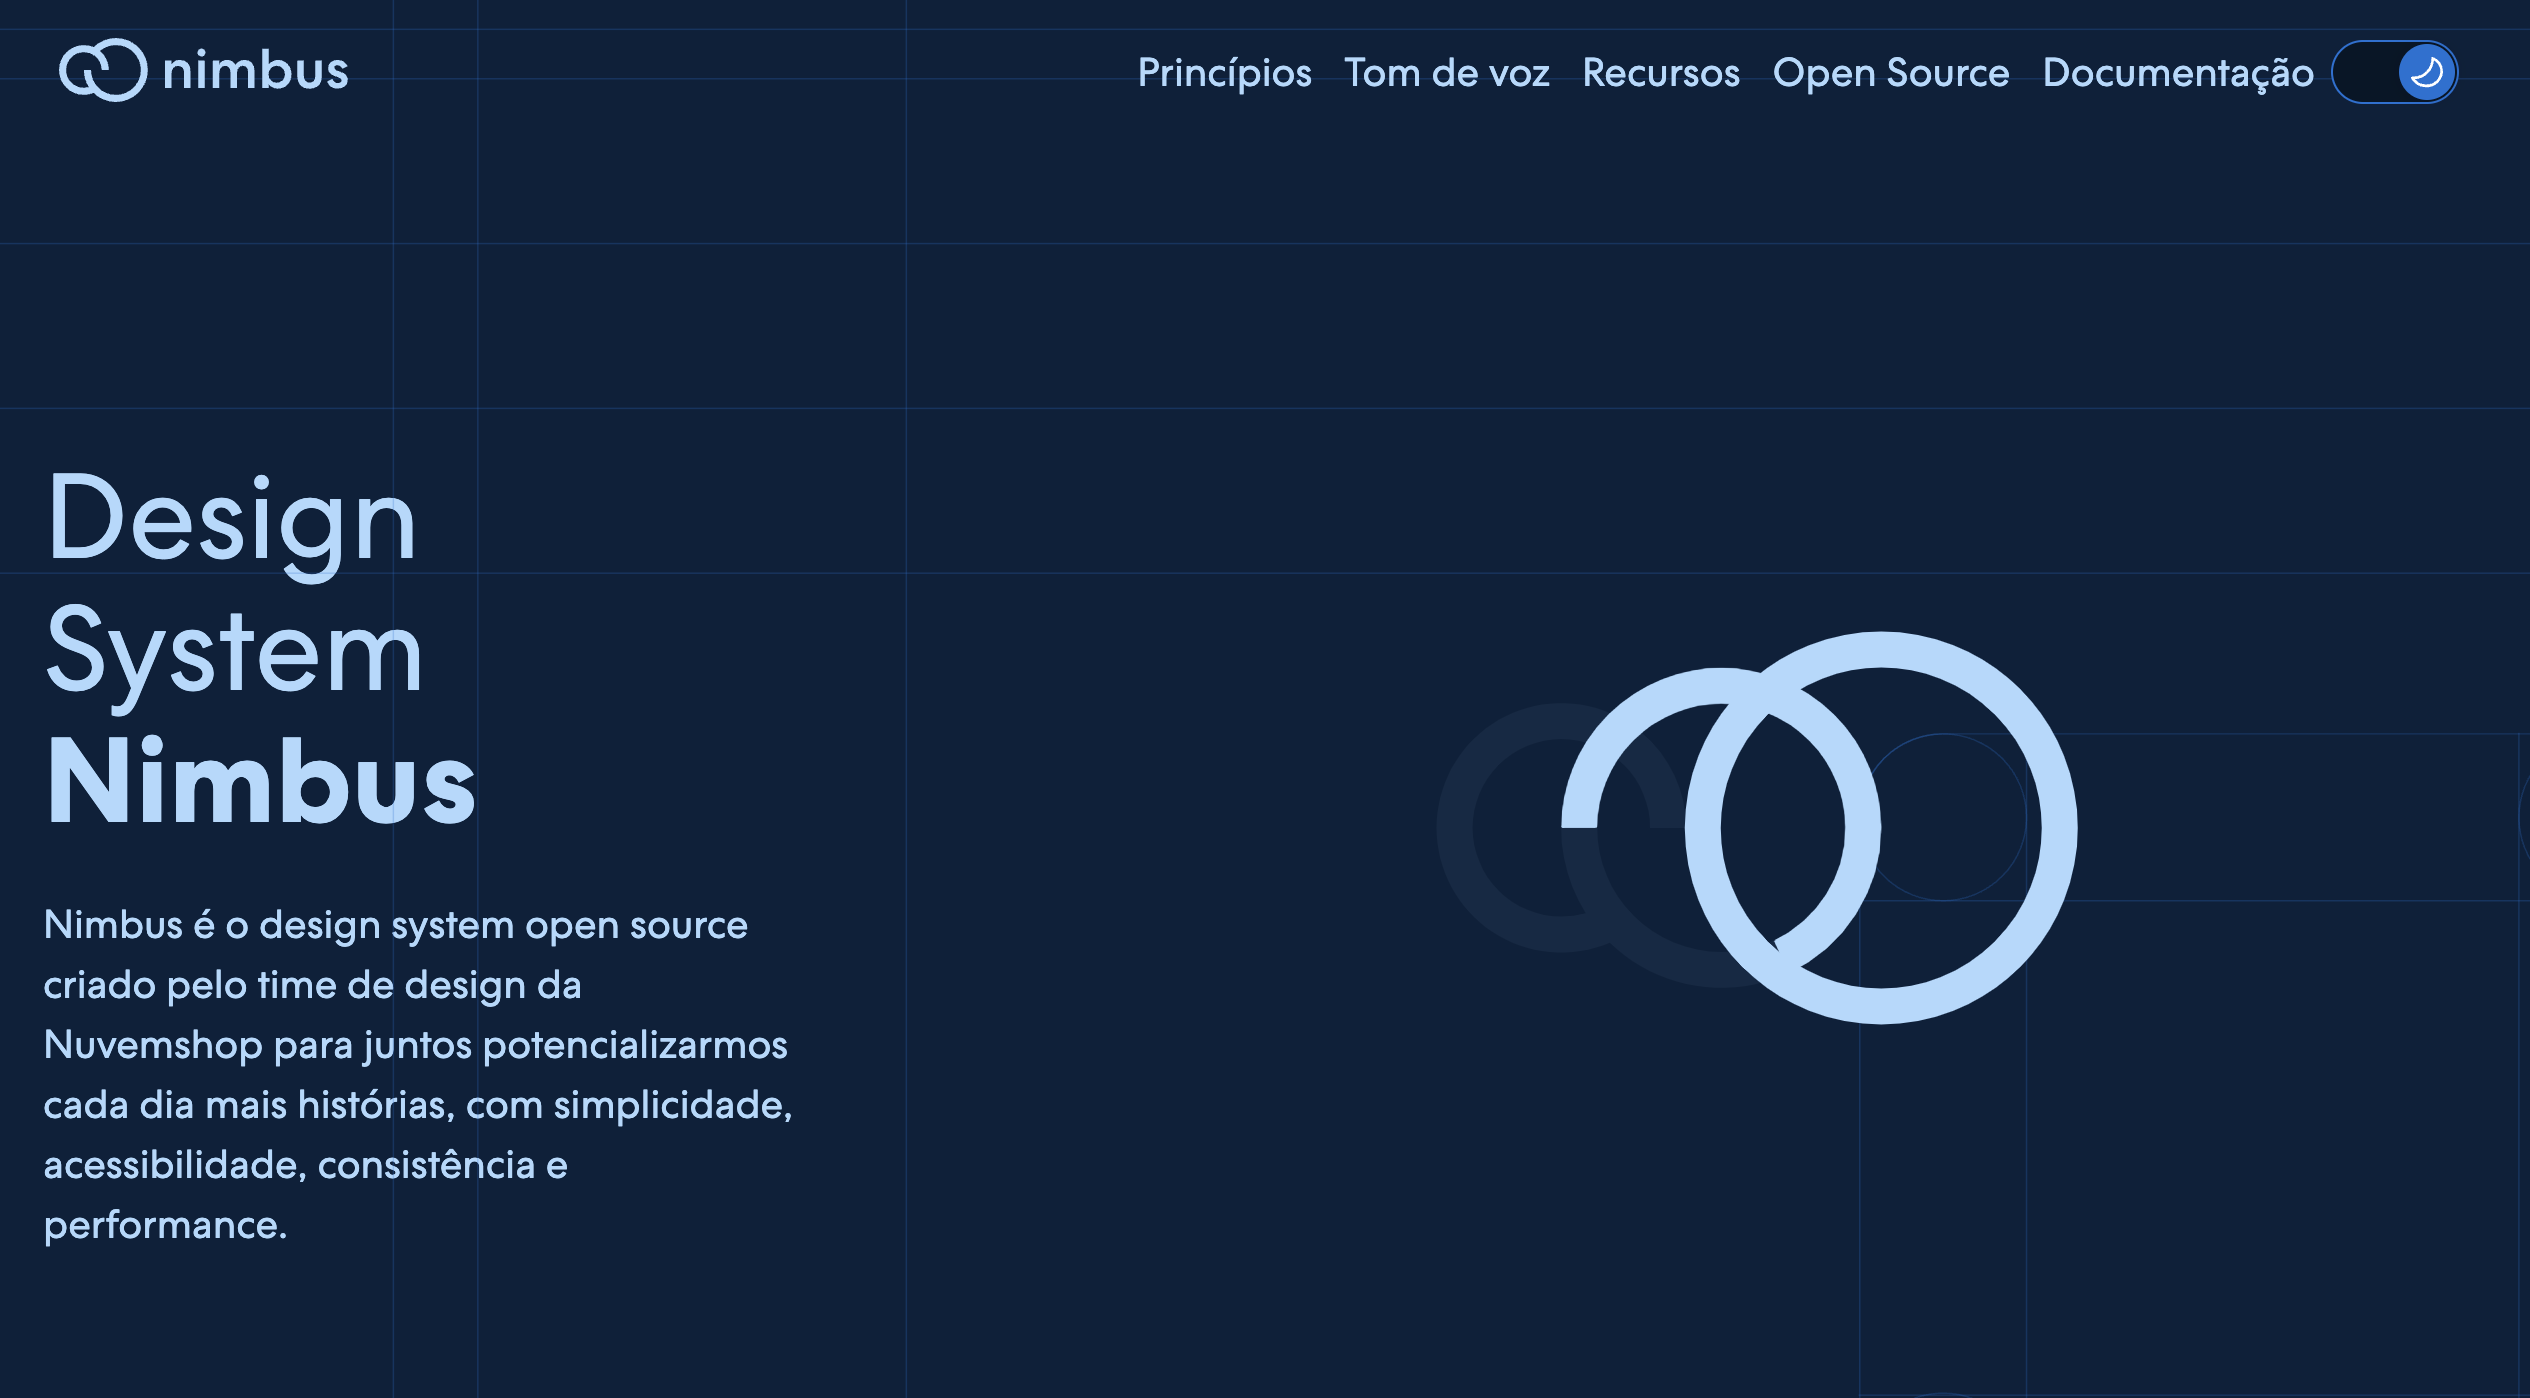 nimbus
Princípios Tom de voz Recursos Open Source Documentação
Design
System
Nimbus
Nimbus é o design system open source
criado pelo time de design da
Nuvemshop para juntos potencializarmos
cada dia mais histórias, com simplicidade,
acessibilidade, consistência e
performance.